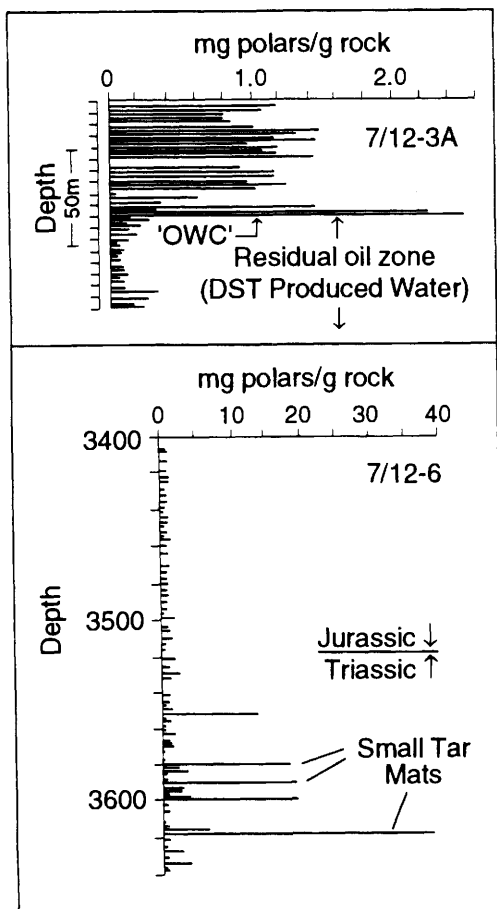 mg polars/g rock
0 1.0 2.0
7/12-3A
Depth
50m
'OWC'
Residual oil zone
(DST Produced Water)
mg polars/g rock
0 10 20 30 40
3400
7/12-6
Depth
3500
Jurassic ↓
Triassic ↑
Small Tar
Mats
3600